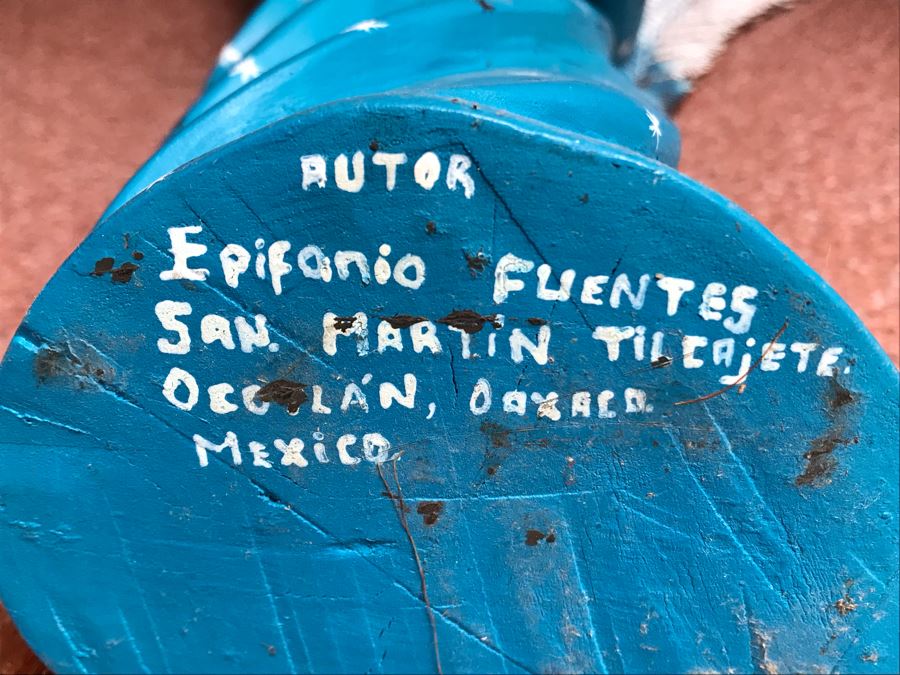 AUTOR
Epifanio FUENTES
SAN. MARTIN TILCAJETE.
OCOTLÁN, OAXACA.
MEXICO.